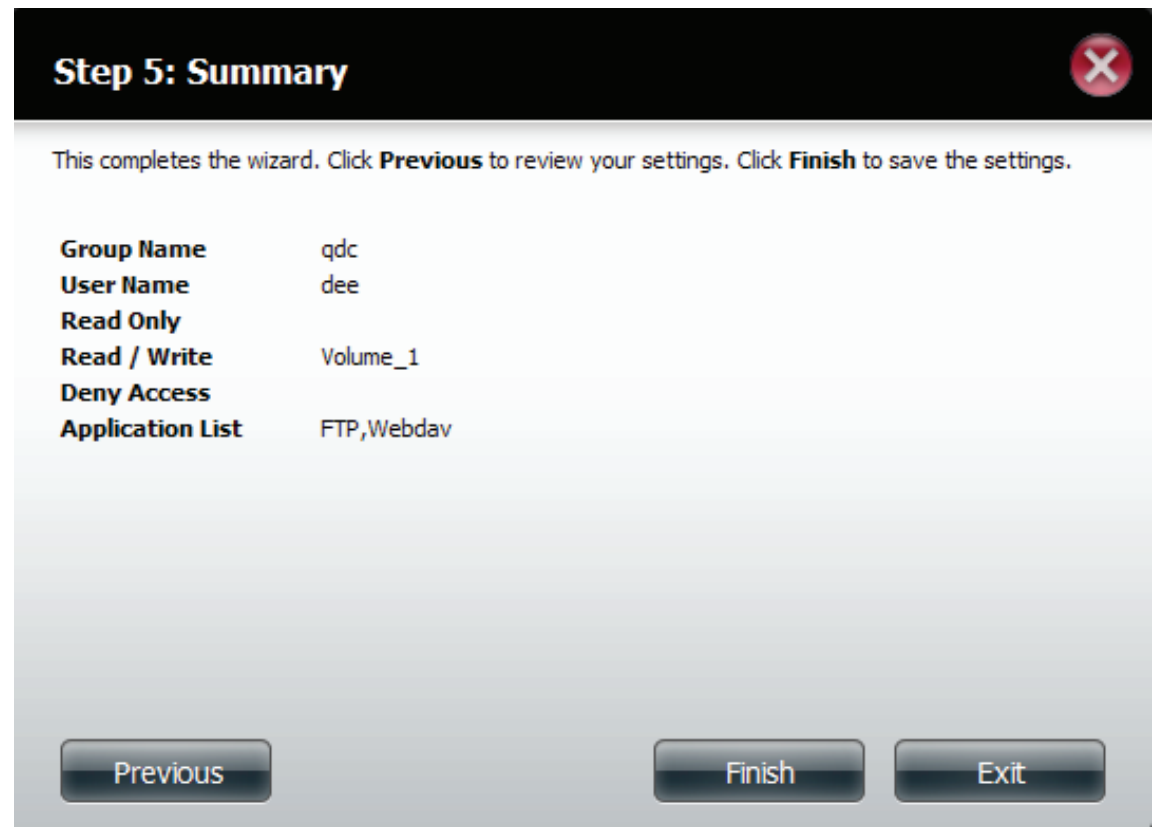 Step 5: Summary
This completes the wizard. Click Previous to review your settings. Click Finish to save the settings.
Group Name qdc
User Name dee
Read Only
Read / Write Volume_1
Deny Access
Application List FTP,Webdav
Previous Finish Exit